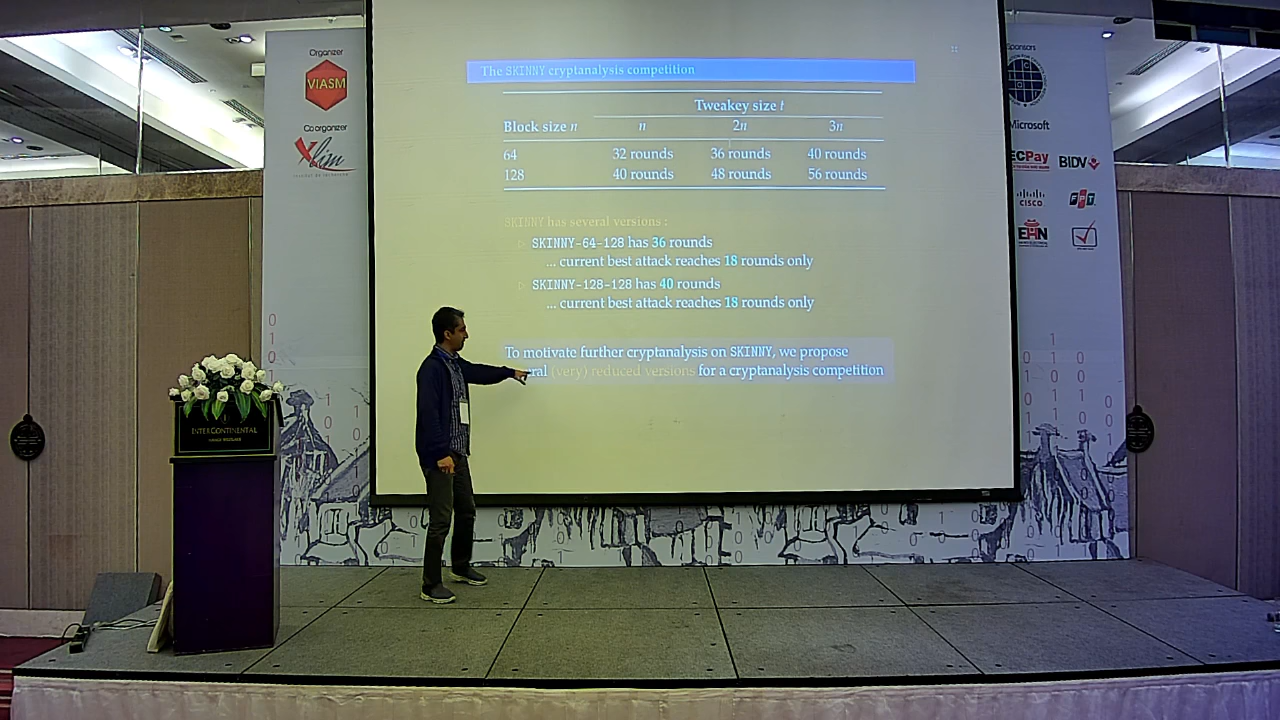 Organizer
VIASM
Co organizer
Xlim
The SKINNY cryptanalysis competition
Tweakey size t
Block size n n 2n 3n
64 32 rounds 36 rounds 40 rounds
128 40 rounds 48 rounds 56 rounds
SKINNY has several versions :
▷ SKINNY-64-128 has 36 rounds
... current best attack reaches 18 rounds only
▷ SKINNY-128-128 has 40 rounds
... current best attack reaches 18 rounds only
To motivate further cryptanalysis on SKINNY, we propose
eral (very) reduced versions for a cryptanalysis competition
Sponsors
Microsoft
ECPay
BIDV
CISCO
FPT
INTERCONTINENTAL